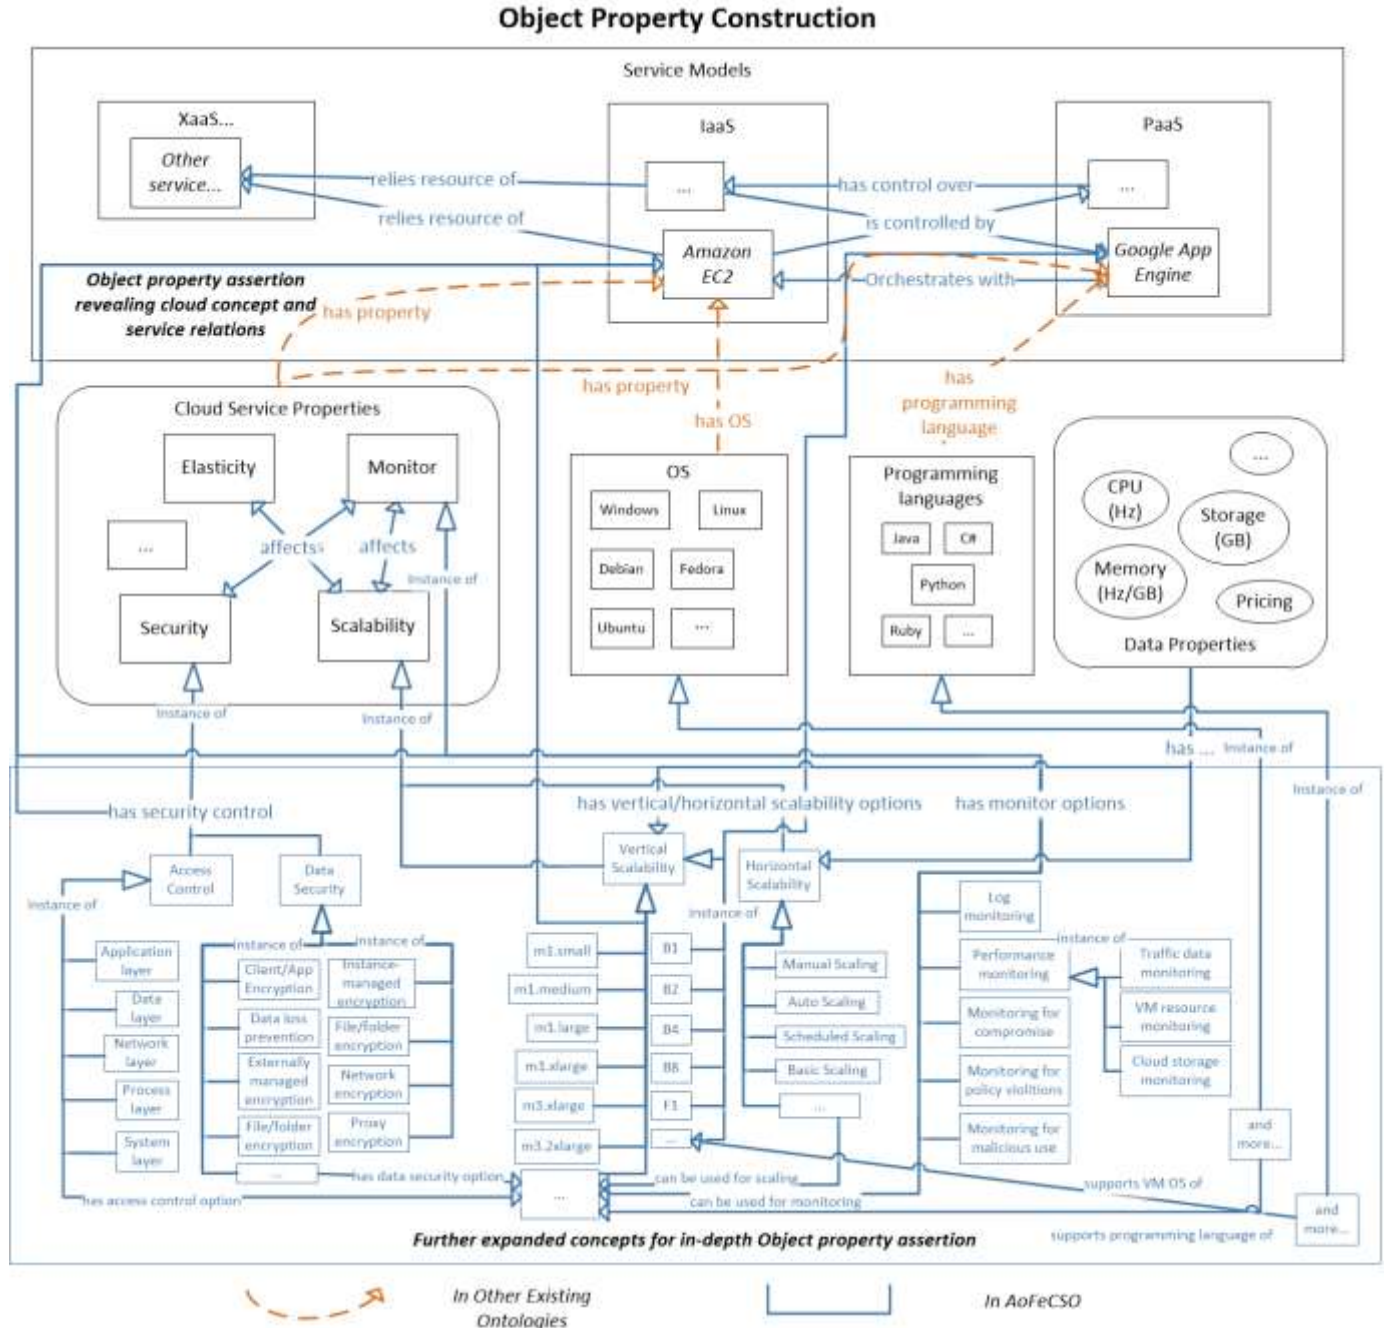 Object Property Construction
Service Models
XaaS...
Other
service...
IaaS
...
Amazon
EC2
PaaS
...
Google App
Engine
relies resource of
relies resource of
has control over
is controlled by
Orchestrates with
Object property assertion
revealing cloud concept and
service relations
has property
has property
has OS
has
programming
language
Cloud Service Properties
Elasticity
Monitor
...
affects
affects
Security
Scalability
Instance of
Instance of
Instance of
OS
Windows
Linux
Debian
Fedora
Ubuntu
...
Programming
languages
Java
C#
Python
Ruby
...
...
CPU
(Hz)
Storage
(GB)
Memory
(Hz/GB)
Pricing
Data Properties
has ...
Instance of
Instance of
has security control
has vertical/horizontal scalability options
has monitor options
Access
Control
Data
Security
Vertical
Scalability
Horizontal
Scalability
Instance of
Instance of
Instance of
Instance of
Instance of
Application
layer
Data
layer
Network
layer
Process
layer
System
layer
Client/App
Encryption
Data loss
prevention
Externally
managed
encryption
File/folder
encryption
...
Instance-
managed
encryption
File/folder
encryption
Network
encryption
Proxy
encryption
m1.small
m1.medium
m1.large
m1.xlarge
m3.xlarge
m3.2xlarge
...
B1
B2
B4
B8
F1
...
Manual Scaling
Auto Scaling
Scheduled Scaling
Basic Scaling
...
Log
monitoring
Performance
monitoring
Monitoring for
compromise
Monitoring for
policy violitions
Monitoring for
malicious use
Traffic data
monitoring
VM resource
monitoring
Cloud storage
monitoring
and
more...
and
more...
has data security option
has access control option
can be used for scaling
can be used for monitoring
supports VM OS of
supports programming language of
Further expanded concepts for in-depth Object property assertion
In Other Existing
Ontologies
In AoFeCSO